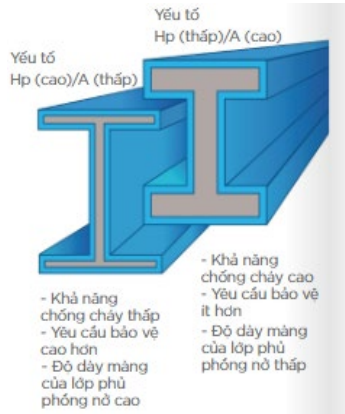 Yếu tố
Hp (thấp)/A (cao)
Yếu tố
Hp (cao)/A (thấp)
- Khả năng
chống cháy thấp
- Yêu cầu bảo vệ
cao hơn
- Độ dày màng
của lớp phủ
phồng nở cao
- Khả năng
chống cháy cao
- Yêu cầu bảo vệ
ít hơn
- Độ dày màng
của lớp phủ
phồng nở thấp